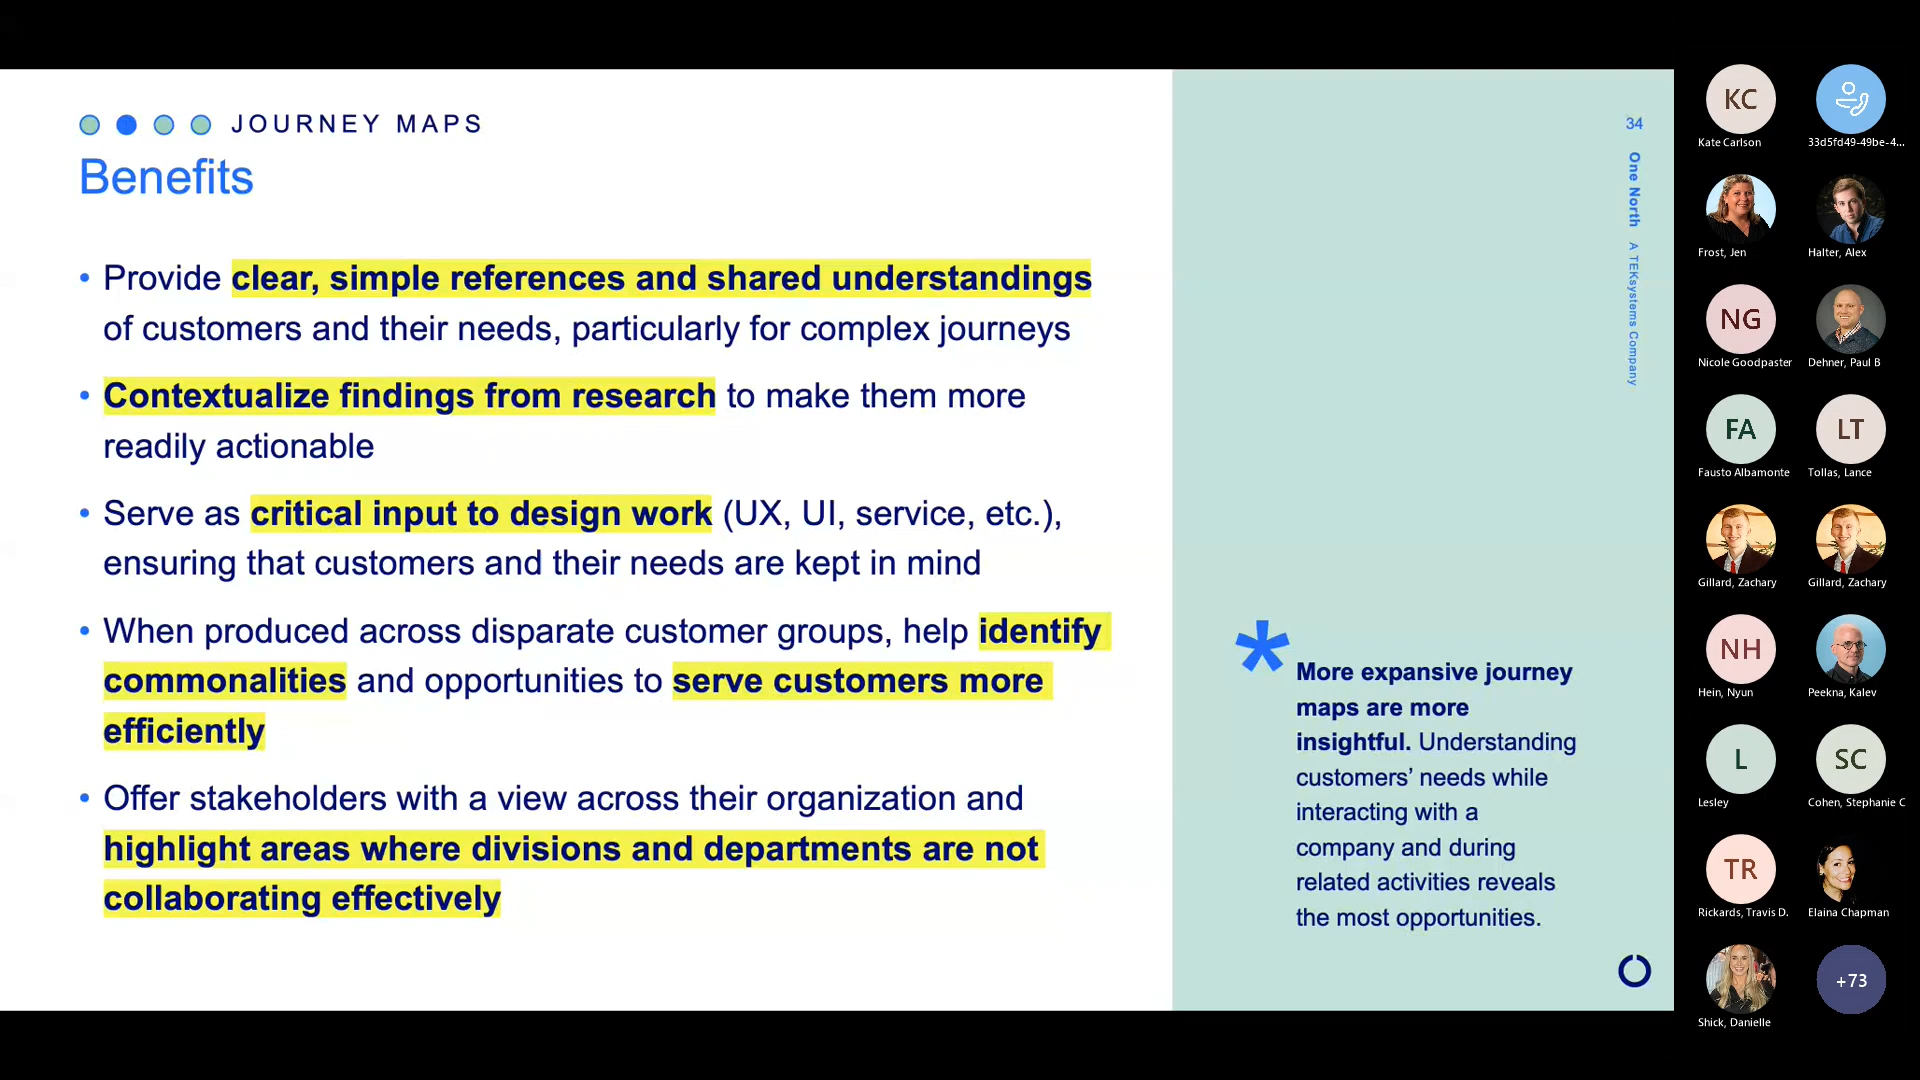 JOURNEY MAPS
Benefits
• Provide clear, simple references and shared understandings
of customers and their needs, particularly for complex journeys
• Contextualize findings from research to make them more
readily actionable
• Serve as critical input to design work (UX, UI, service, etc.),
ensuring that customers and their needs are kept in mind
• When produced across disparate customer groups, help identify
commonalities and opportunities to serve customers more
efficiently
• Offer stakeholders with a view across their organization and
highlight areas where divisions and departments are not
collaborating effectively
34
One North A TEKsystems Company
*
More expansive journey
maps are more
insightful. Understanding
customers’ needs while
interacting with a
company and during
related activities reveals
the most opportunities.
KC
Kate Carlson
33d5fd49-49be-4...
Frost, Jen
Halter, Alex
NG
Nicole Goodpaster
Dehner, Paul B
FA
Fausto Albamonte
LT
Tollas, Lance
Gillard, Zachary
Gillard, Zachary
NH
Hein, Nyun
Peekna, Kalev
L
Lesley
SC
Cohen, Stephanie C
TR
Rickards, Travis D.
Elaina Chapman
Shick, Danielle
+73